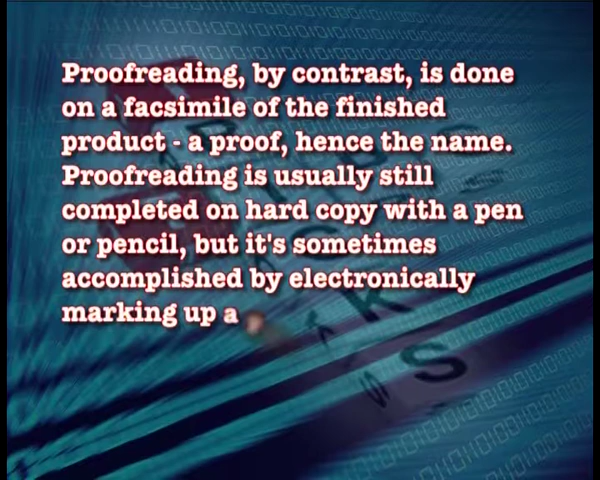 Proofreading, by contrast, is done
on a facsimile of the finished
product - a proof, hence the name.
Proofreading is usually still
completed on hard copy with a pen
or pencil, but it's sometimes
accomplished by electronically
marking up a